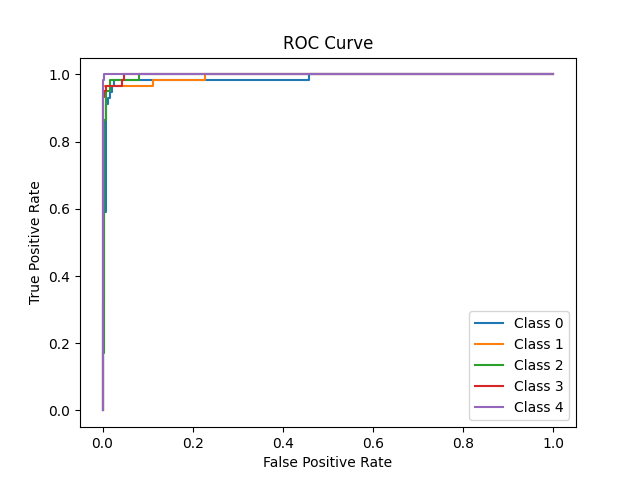 ROC Curve
True Positive Rate
1.0
0.8
0.6
0.4
0.2
0.0
0.0 0.2 0.4 0.6 0.8 1.0
False Positive Rate
Class 0
Class 1
Class 2
Class 3
Class 4